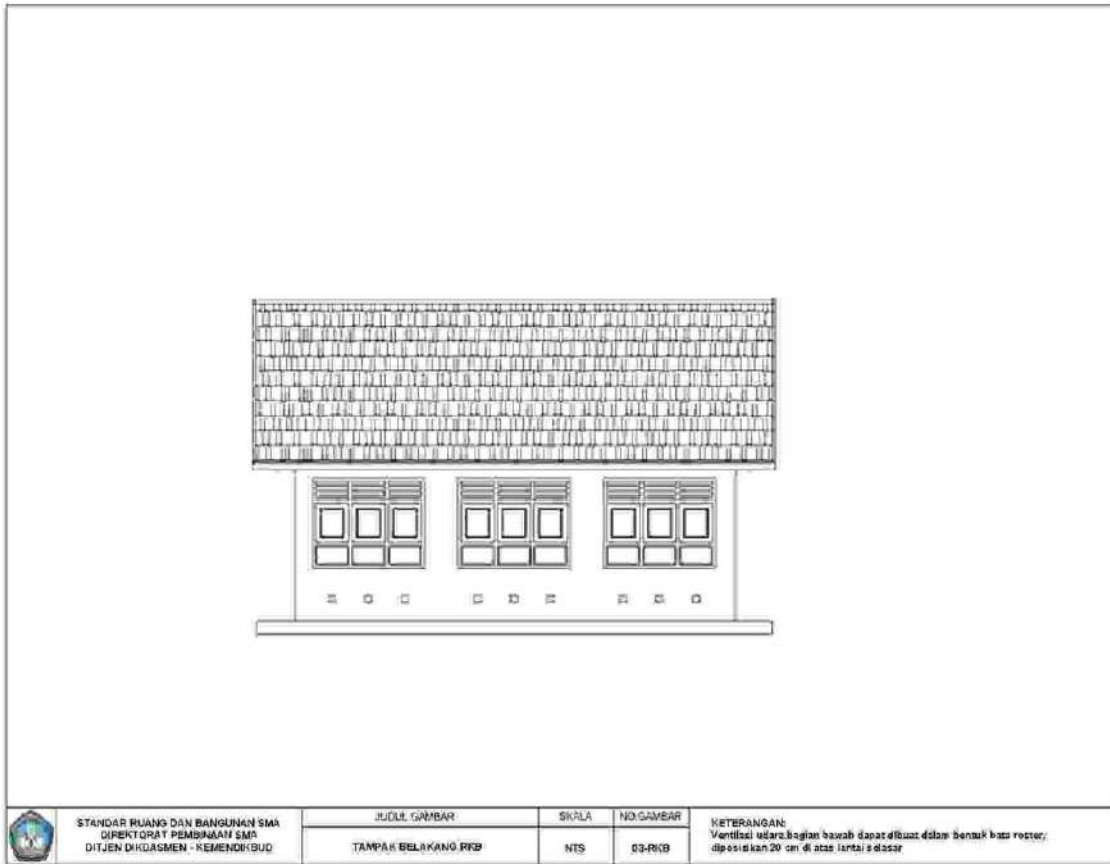 STANDAR RUANG DAN BANGUNAN SMA
DIREKTORAT PEMBINAAN SMA
DITJEN DIKDASMEN - KEMENDIKBUD
JUDUL GAMBAR
TAMPAK BELAKANG RKB
SKALA
NTS
NO.GAMBAR
03-RKB
KETERANGAN:
Ventilasi udara bagian bawah dapat dibuat dalam bentuk bata roster,
diposisikan 20 cm di atas lantai selasar